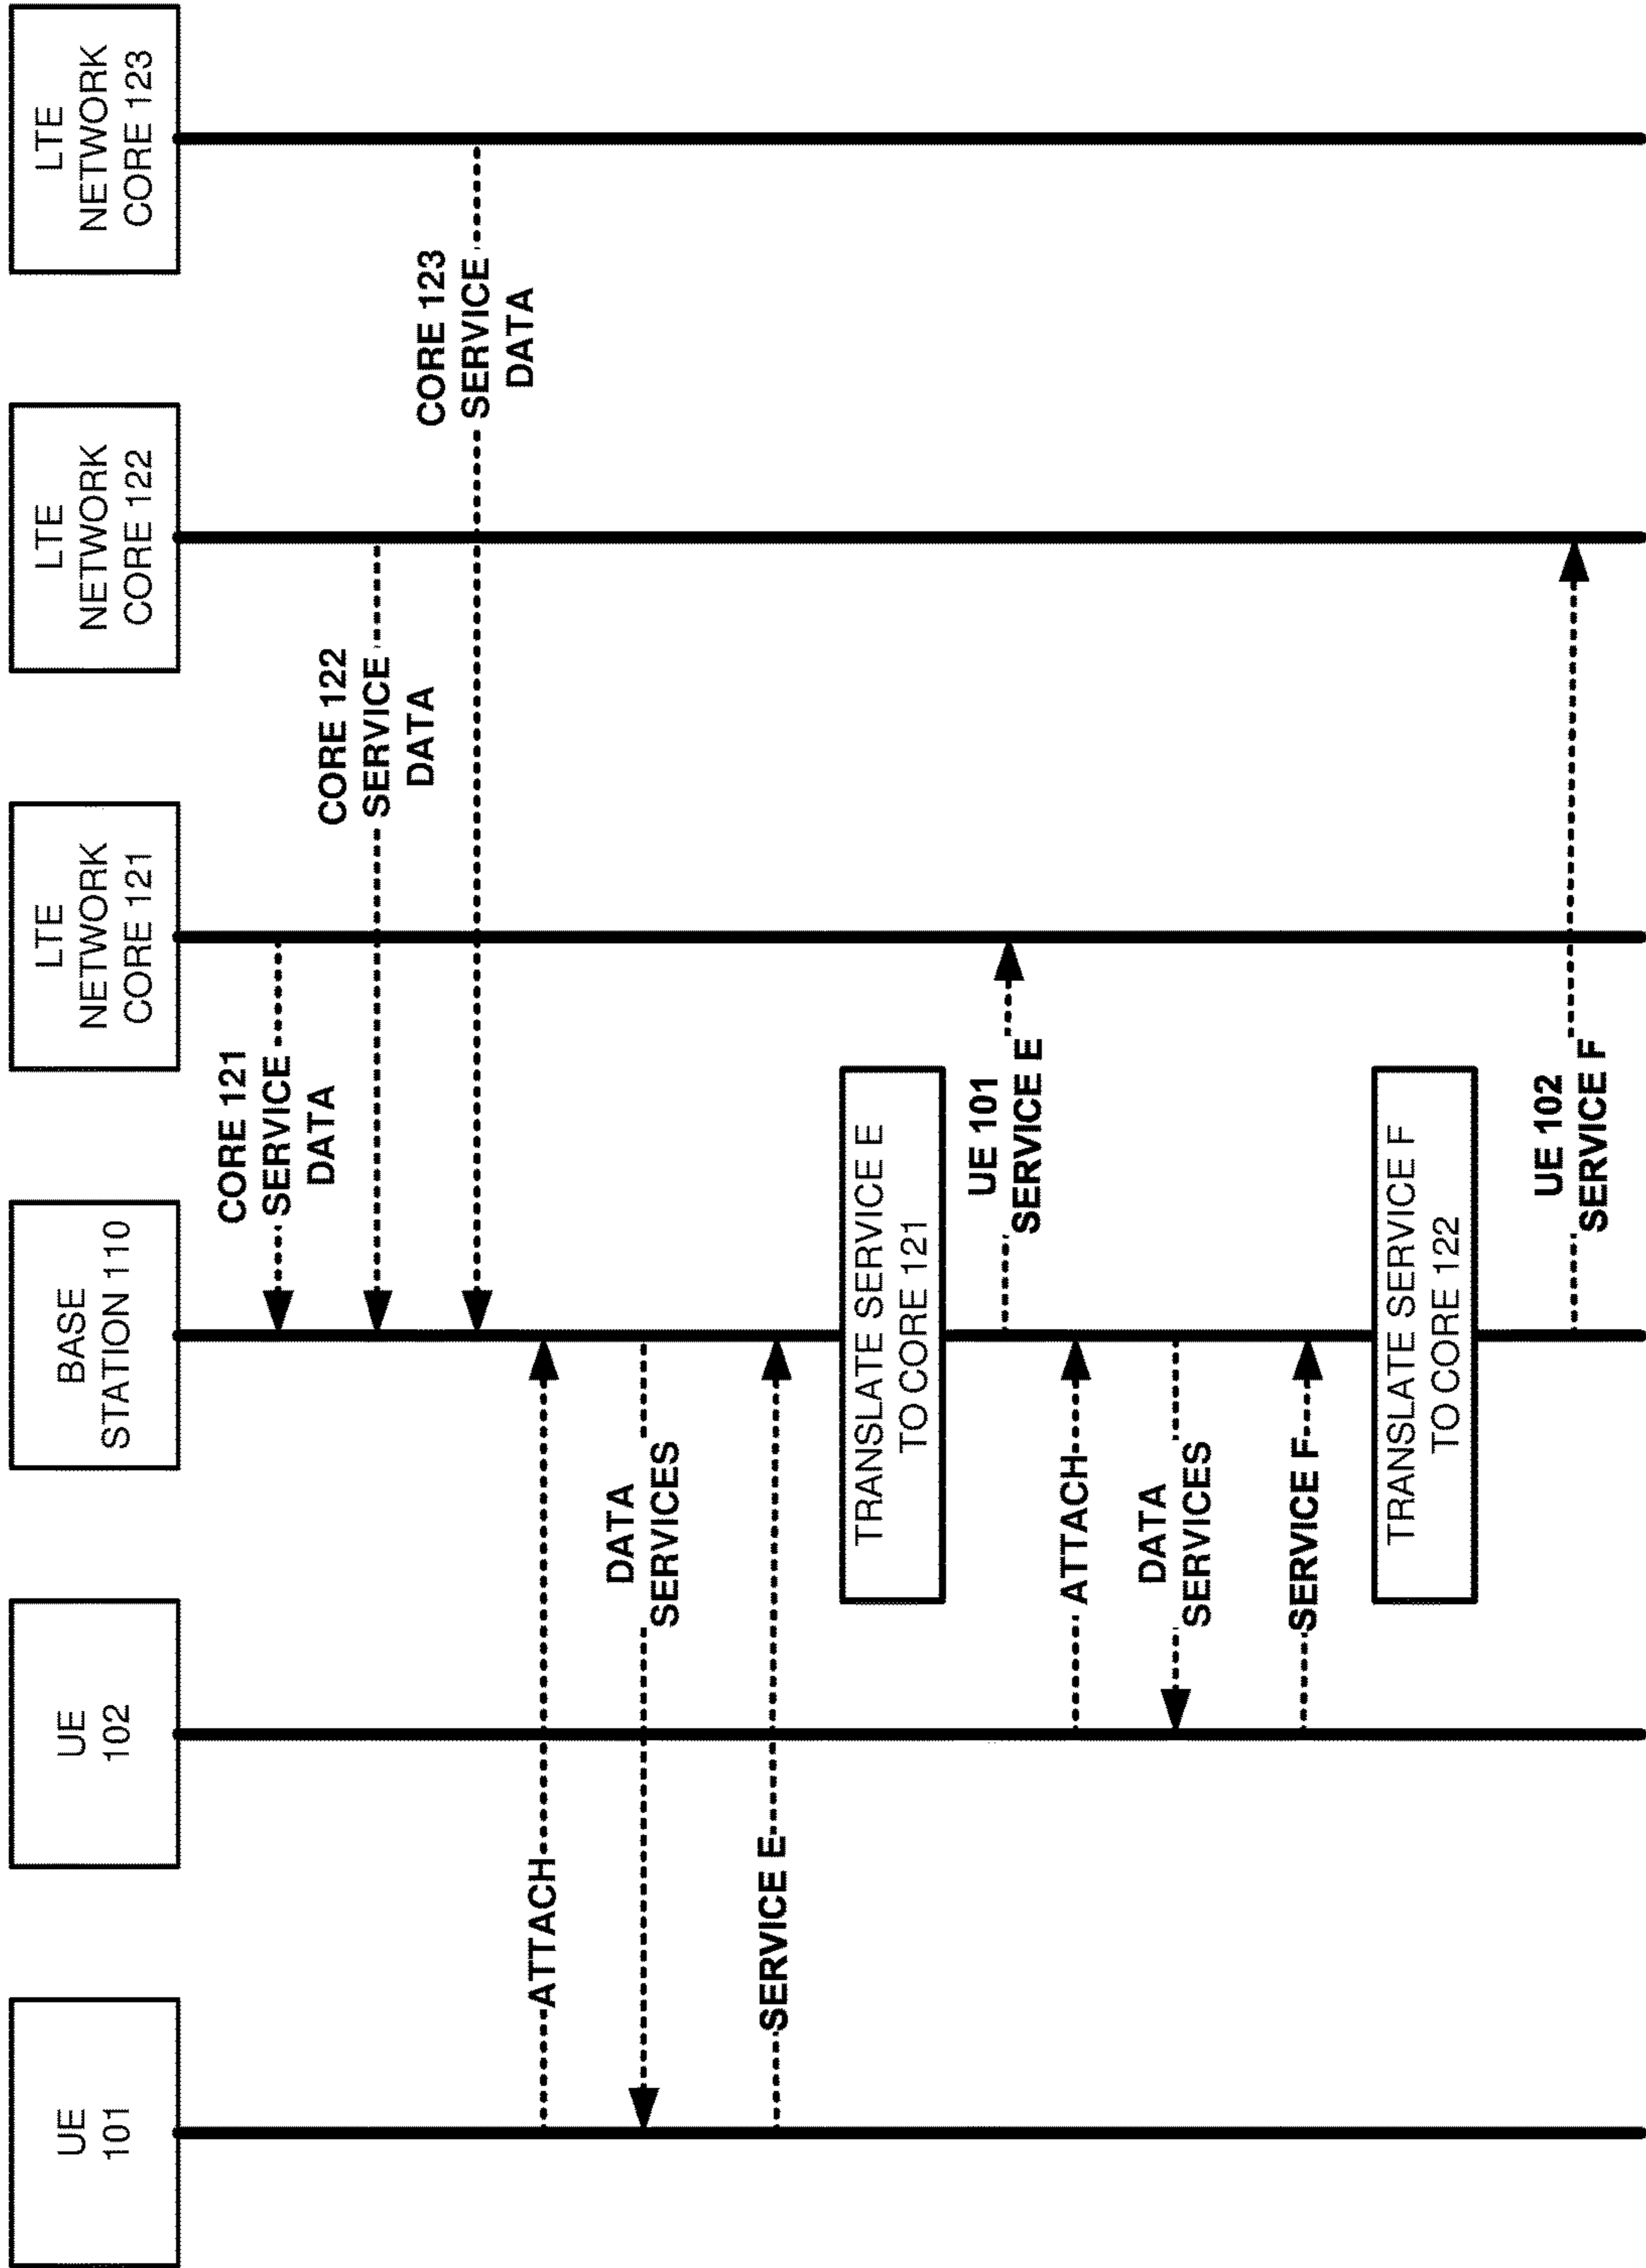 UE
101
UE
102
BASE
STATION 110
LTE
NETWORK
CORE 121
LTE
NETWORK
CORE 122
LTE
NETWORK
CORE 123
CORE 121
SERVICE
DATA
CORE 122
SERVICE
DATA
CORE 123
SERVICE
DATA
ATTACH
DATA
SERVICES
SERVICE E
TRANSLATE SERVICE E
TO CORE 121
UE 101
SERVICE E
ATTACH
DATA
SERVICES
SERVICE F
TRANSLATE SERVICE F
TO CORE 122
UE 102
SERVICE F